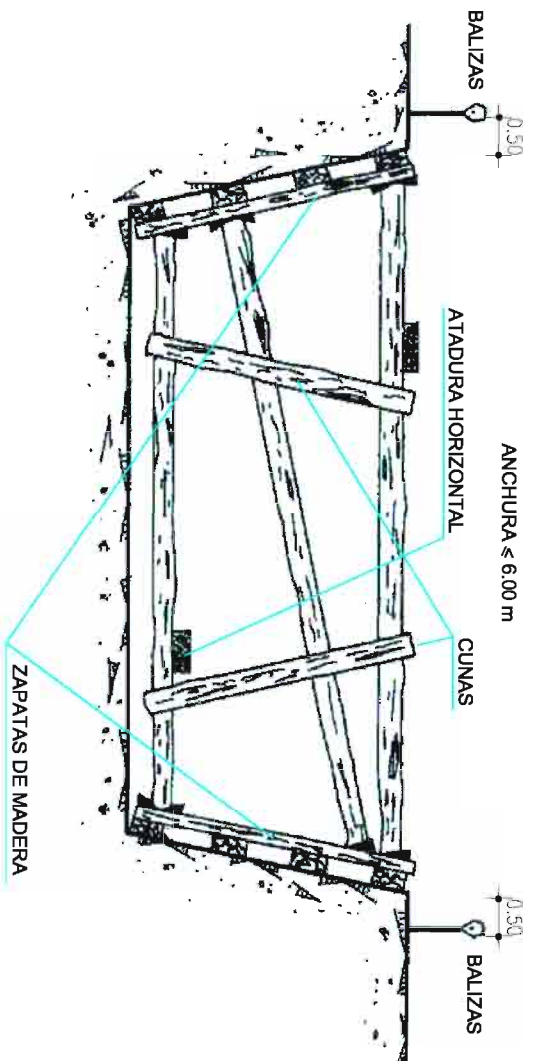 0.50
0.50
BALIZAS
BALIZAS
ANCHURA ≤ 6.00 m
ATADURA HORIZONTAL
CUNAS
ZAPATAS DE MADERA